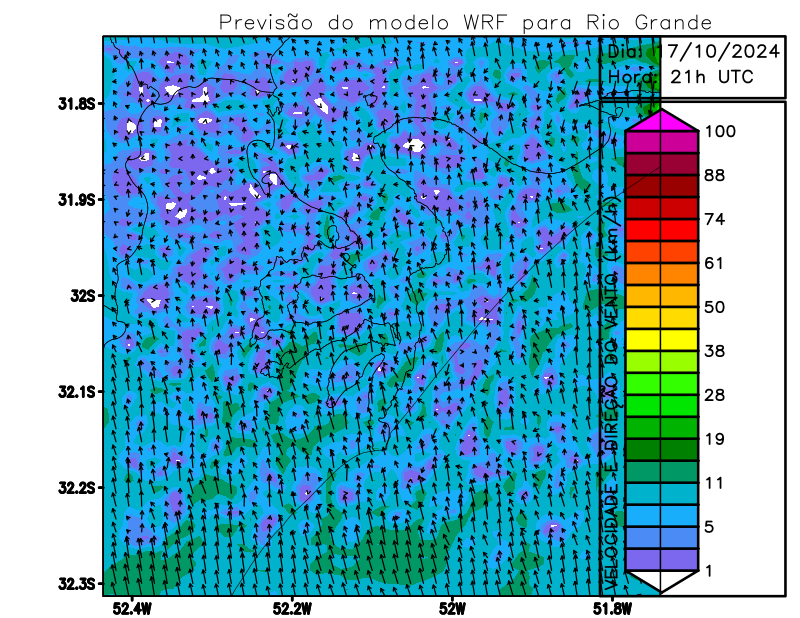 Previsão do modelo WRF para Rio Grande
Dia: 17/10/2024
Hora: 21h UTC
31.8S
31.9S
32S
32.1S
32.2S
32.3S
52.4W
52.2W
52W
51.8W
VELOCIDADE E DIREÇÃO DO VENTO (km/h)
100
88
74
61
50
38
28
19
11
5
1